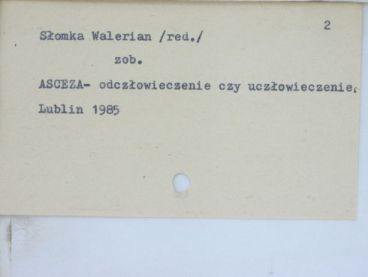 2
Słomka Walerian /red./
zob.
ASCEZA- odczłowieczenie czy uczłowieczenie.
Lublin 1985